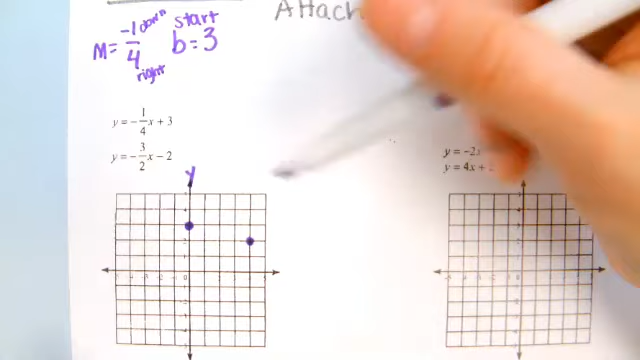 Attach
-1 down start
M = 4 b = 3
right
y = -1/4x + 3
y = -3/2x - 2
y = -2x
y = 4x +
y